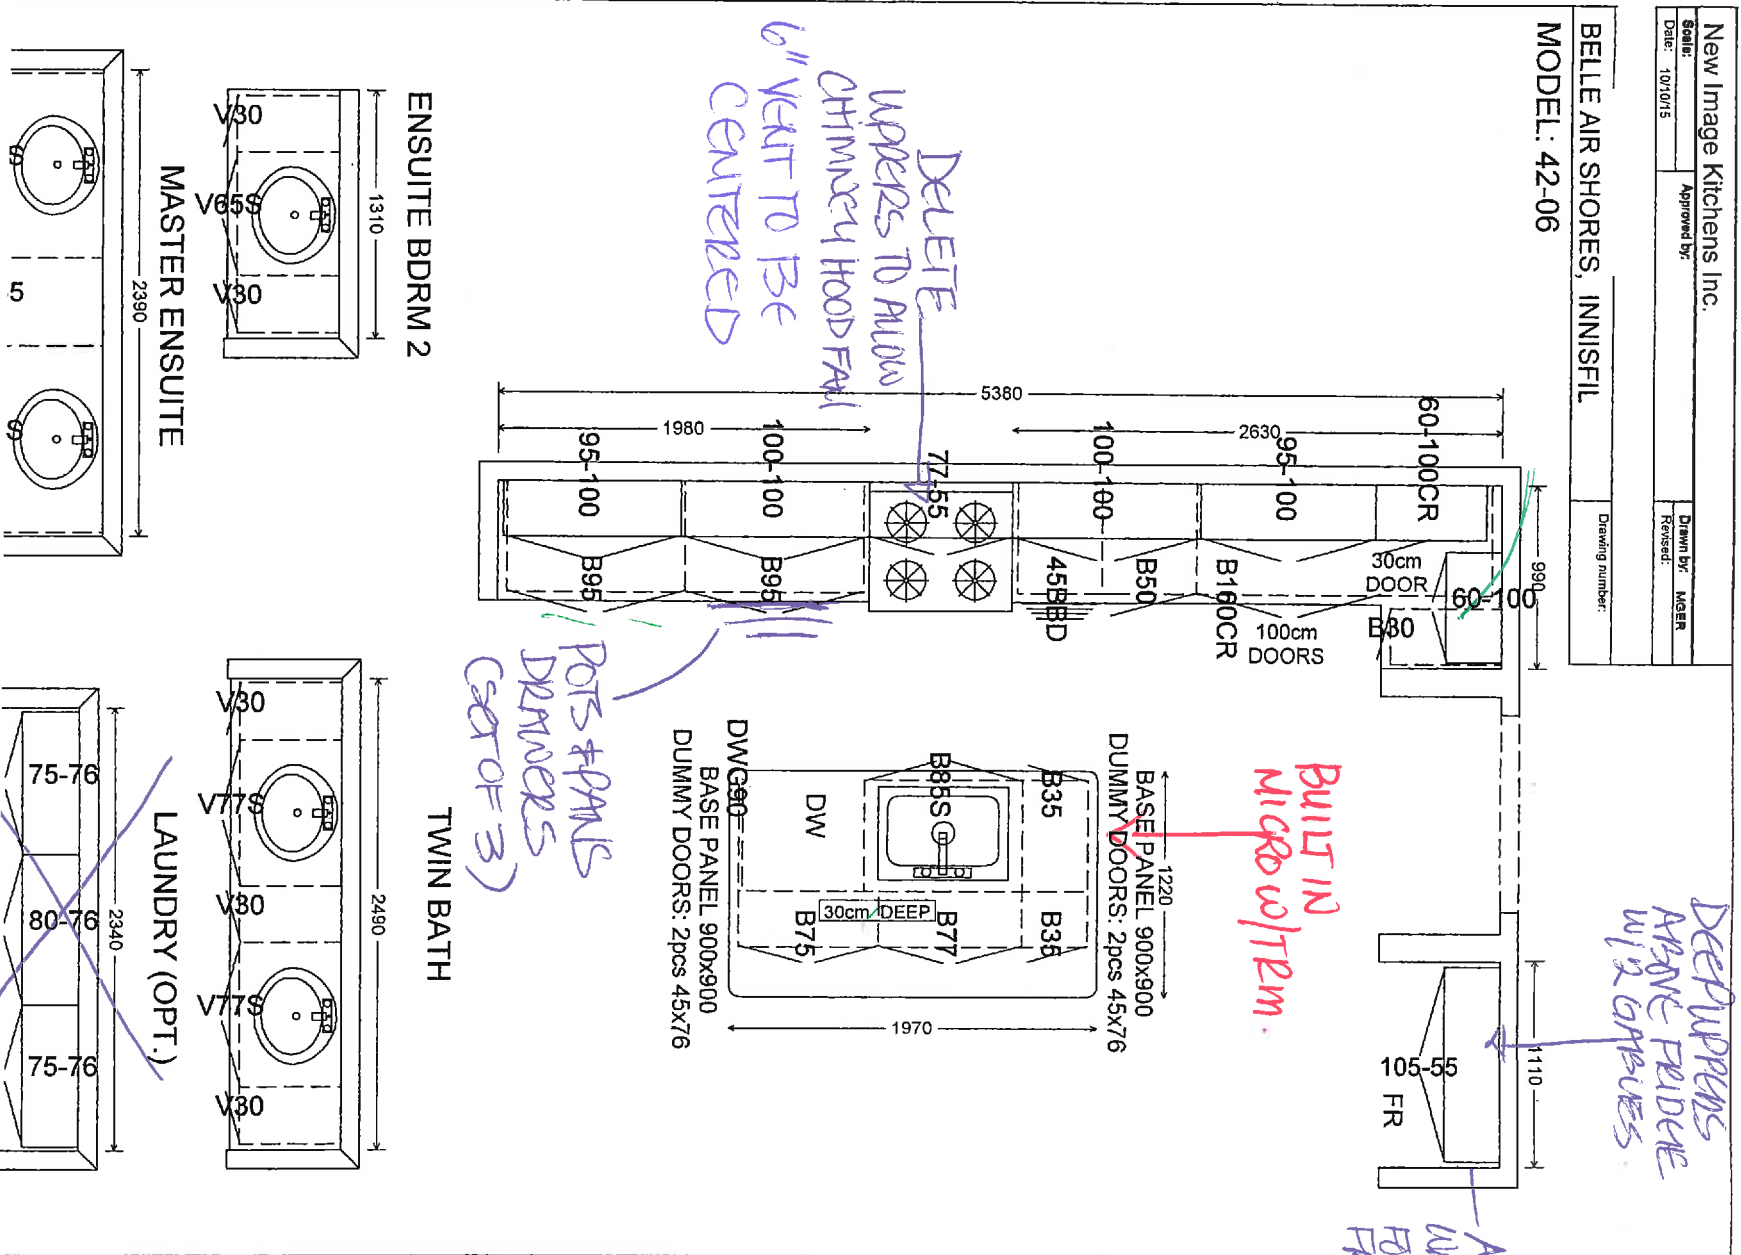 New Image Kitchens Inc.
Scale:
Date: 10/10/15
Approved by:
Drawn by: MGER
Revised:
BELLE AIR SHORES, INNISFIL
Drawing number:
MODEL: 42-06
DELETE
UPPERS TO ALLOW
CHIMNEY HOOD FAN
6" VENT TO BE
CENTERED
5380
1980
2630
990
95-100
100-100
77-55
100-100
95-100
60-100CR
60-100
B95
B95
45BBD
B50
B160CR
30cm
DOOR
B30
100cm
DOORS
POTS & PANS
DRAWERS
(SET OF 3)
BUILT IN
MICRO W/TRIM.
DEEP UPPERS
ABOVE FRIDGE
W/2 GABLES
1110
105-55
FR
1220
BASE PANEL 900x900
DUMMY DOORS: 2pcs 45x76
B35
B85S
DW
DWG90
30cm DEEP
B35
B77
B75
1970
BASE PANEL 900x900
DUMMY DOORS: 2pcs 45x76
ENSUITE BDRM 2
1310
V30
V65S
V30
MASTER ENSUITE
2390
S
5
S
TWIN BATH
2490
V30
V77S
V30
V77S
V30
LAUNDRY (OPT.)
2340
75-76
80-76
75-76